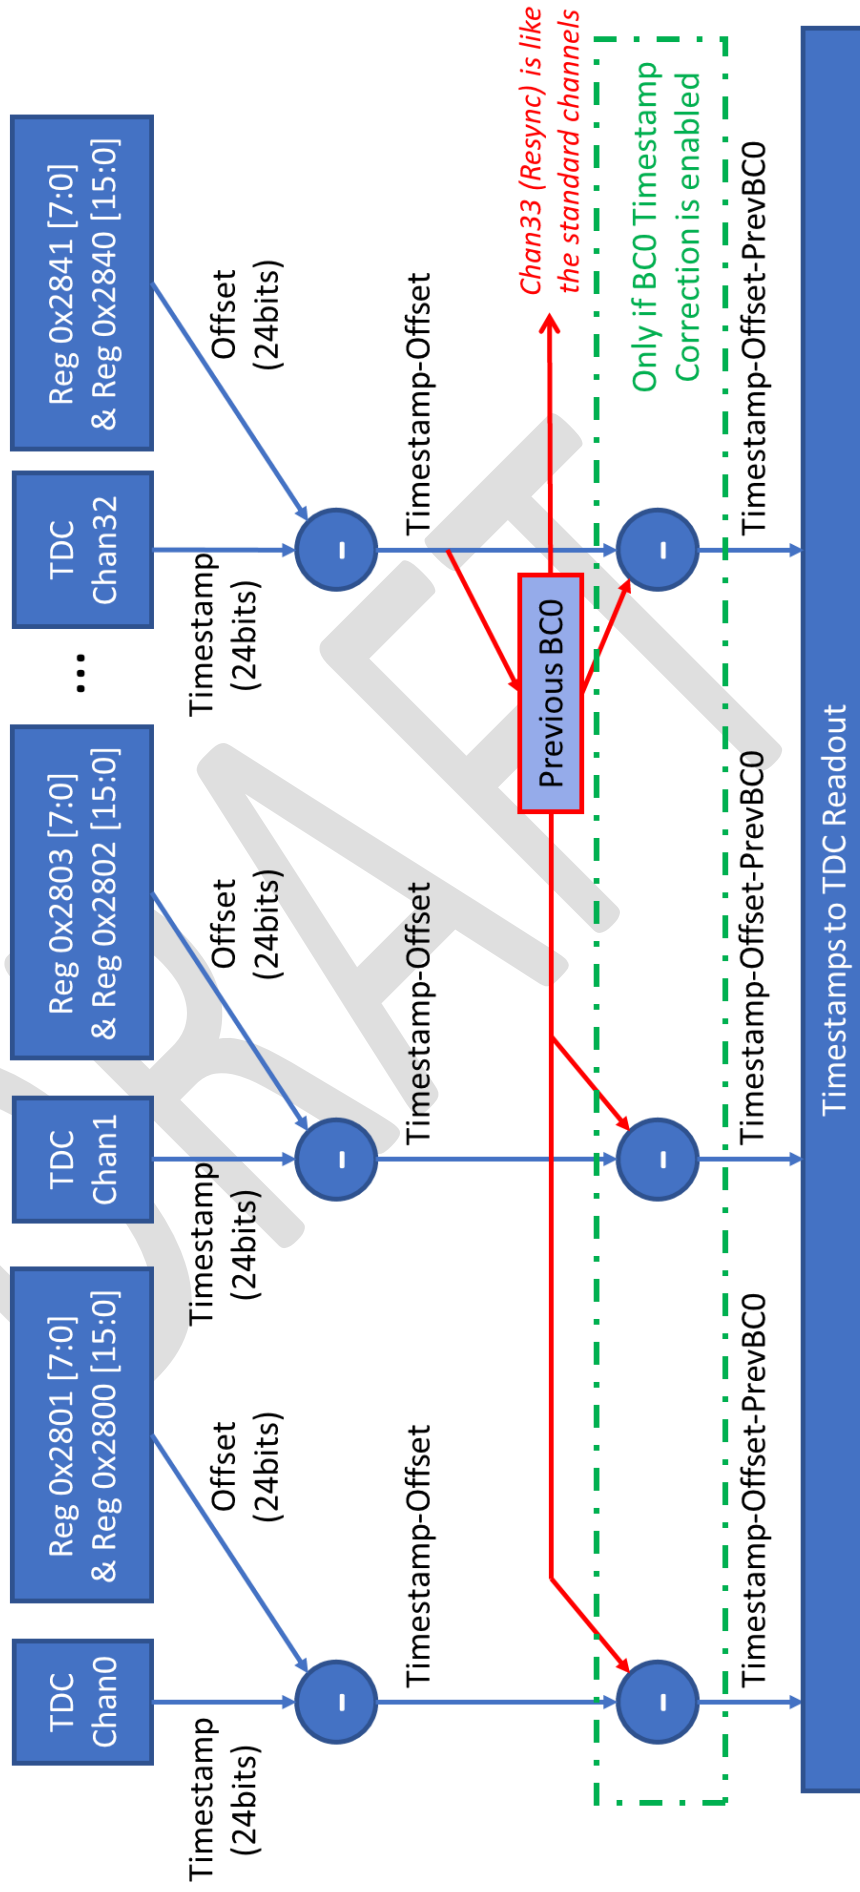 TDC
Chan0
Reg 0x2801 [7:0]
& Reg 0x2800 [15:0]
TDC
Chan1
Reg 0x2803 [7:0]
& Reg 0x2802 [15:0]
...
TDC
Chan32
Reg 0x2841 [7:0]
& Reg 0x2840 [15:0]
Timestamp
(24bits)
Offset
(24bits)
Timestamp
(24bits)
Offset
(24bits)
Timestamp
(24bits)
Offset
(24bits)
-
-
-
Timestamp-Offset
Timestamp-Offset
Timestamp-Offset
Previous BC0
Chan33 (Resync) is like
the standard channels
-
-
-
Only if BC0 Timestamp
Correction is enabled
Timestamp-Offset-PrevBC0
Timestamp-Offset-PrevBC0
Timestamp-Offset-PrevBC0
Timestamps to TDC Readout
DRAFT